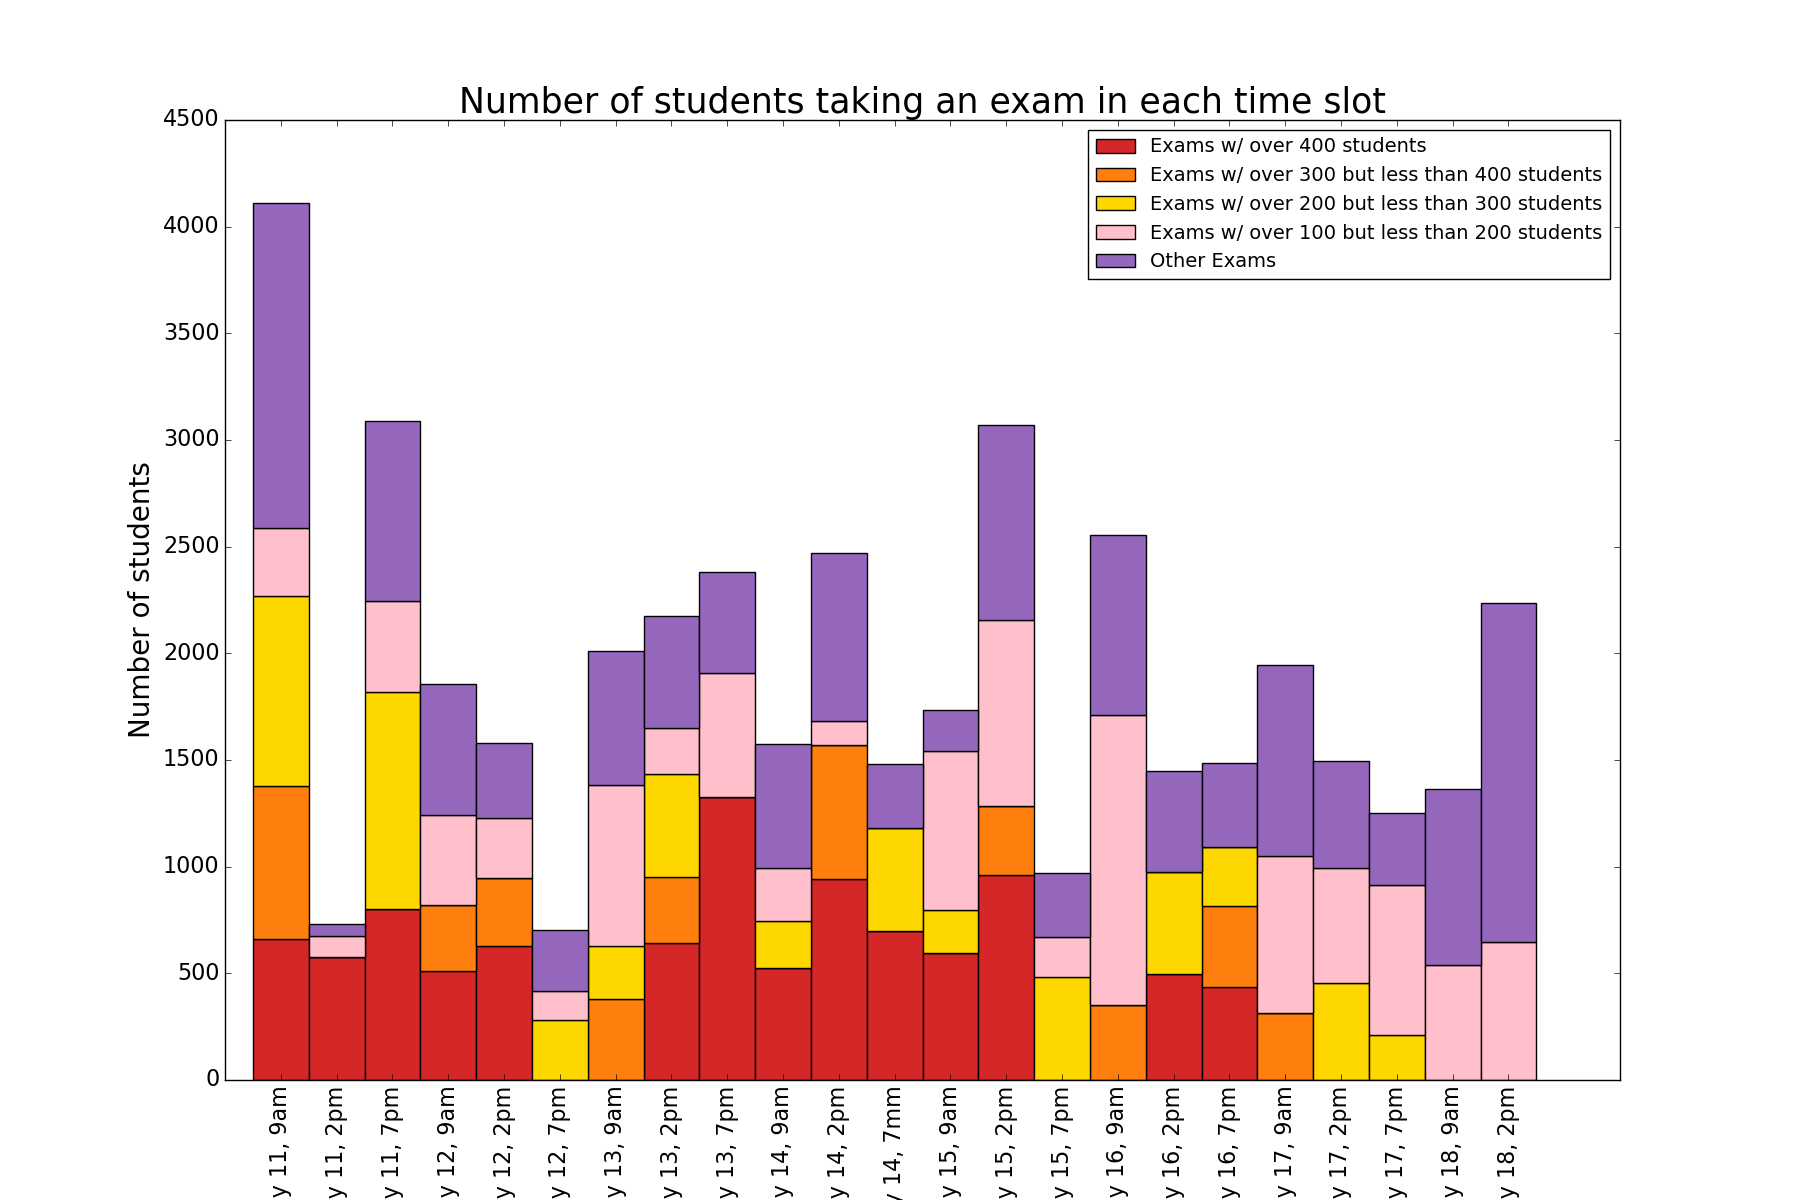 Number of students taking an exam in each time slot
Exams w/ over 400 students
Exams w/ over 300 but less than 400 students
Exams w/ over 200 but less than 300 students
Exams w/ over 100 but less than 200 students
Other Exams
Number of students
4500
4000
3500
3000
2500
2000
1500
1000
500
0
y 11, 9am
y 11, 2pm
y 11, 7pm
y 12, 9am
y 12, 2pm
y 12, 7pm
y 13, 9am
y 13, 2pm
y 13, 7pm
y 14, 9am
y 14, 2pm
y 14, 7mm
y 15, 9am
y 15, 2pm
y 15, 7pm
y 16, 9am
y 16, 2pm
y 16, 7pm
y 17, 9am
y 17, 2pm
y 17, 7pm
y 18, 9am
y 18, 2pm